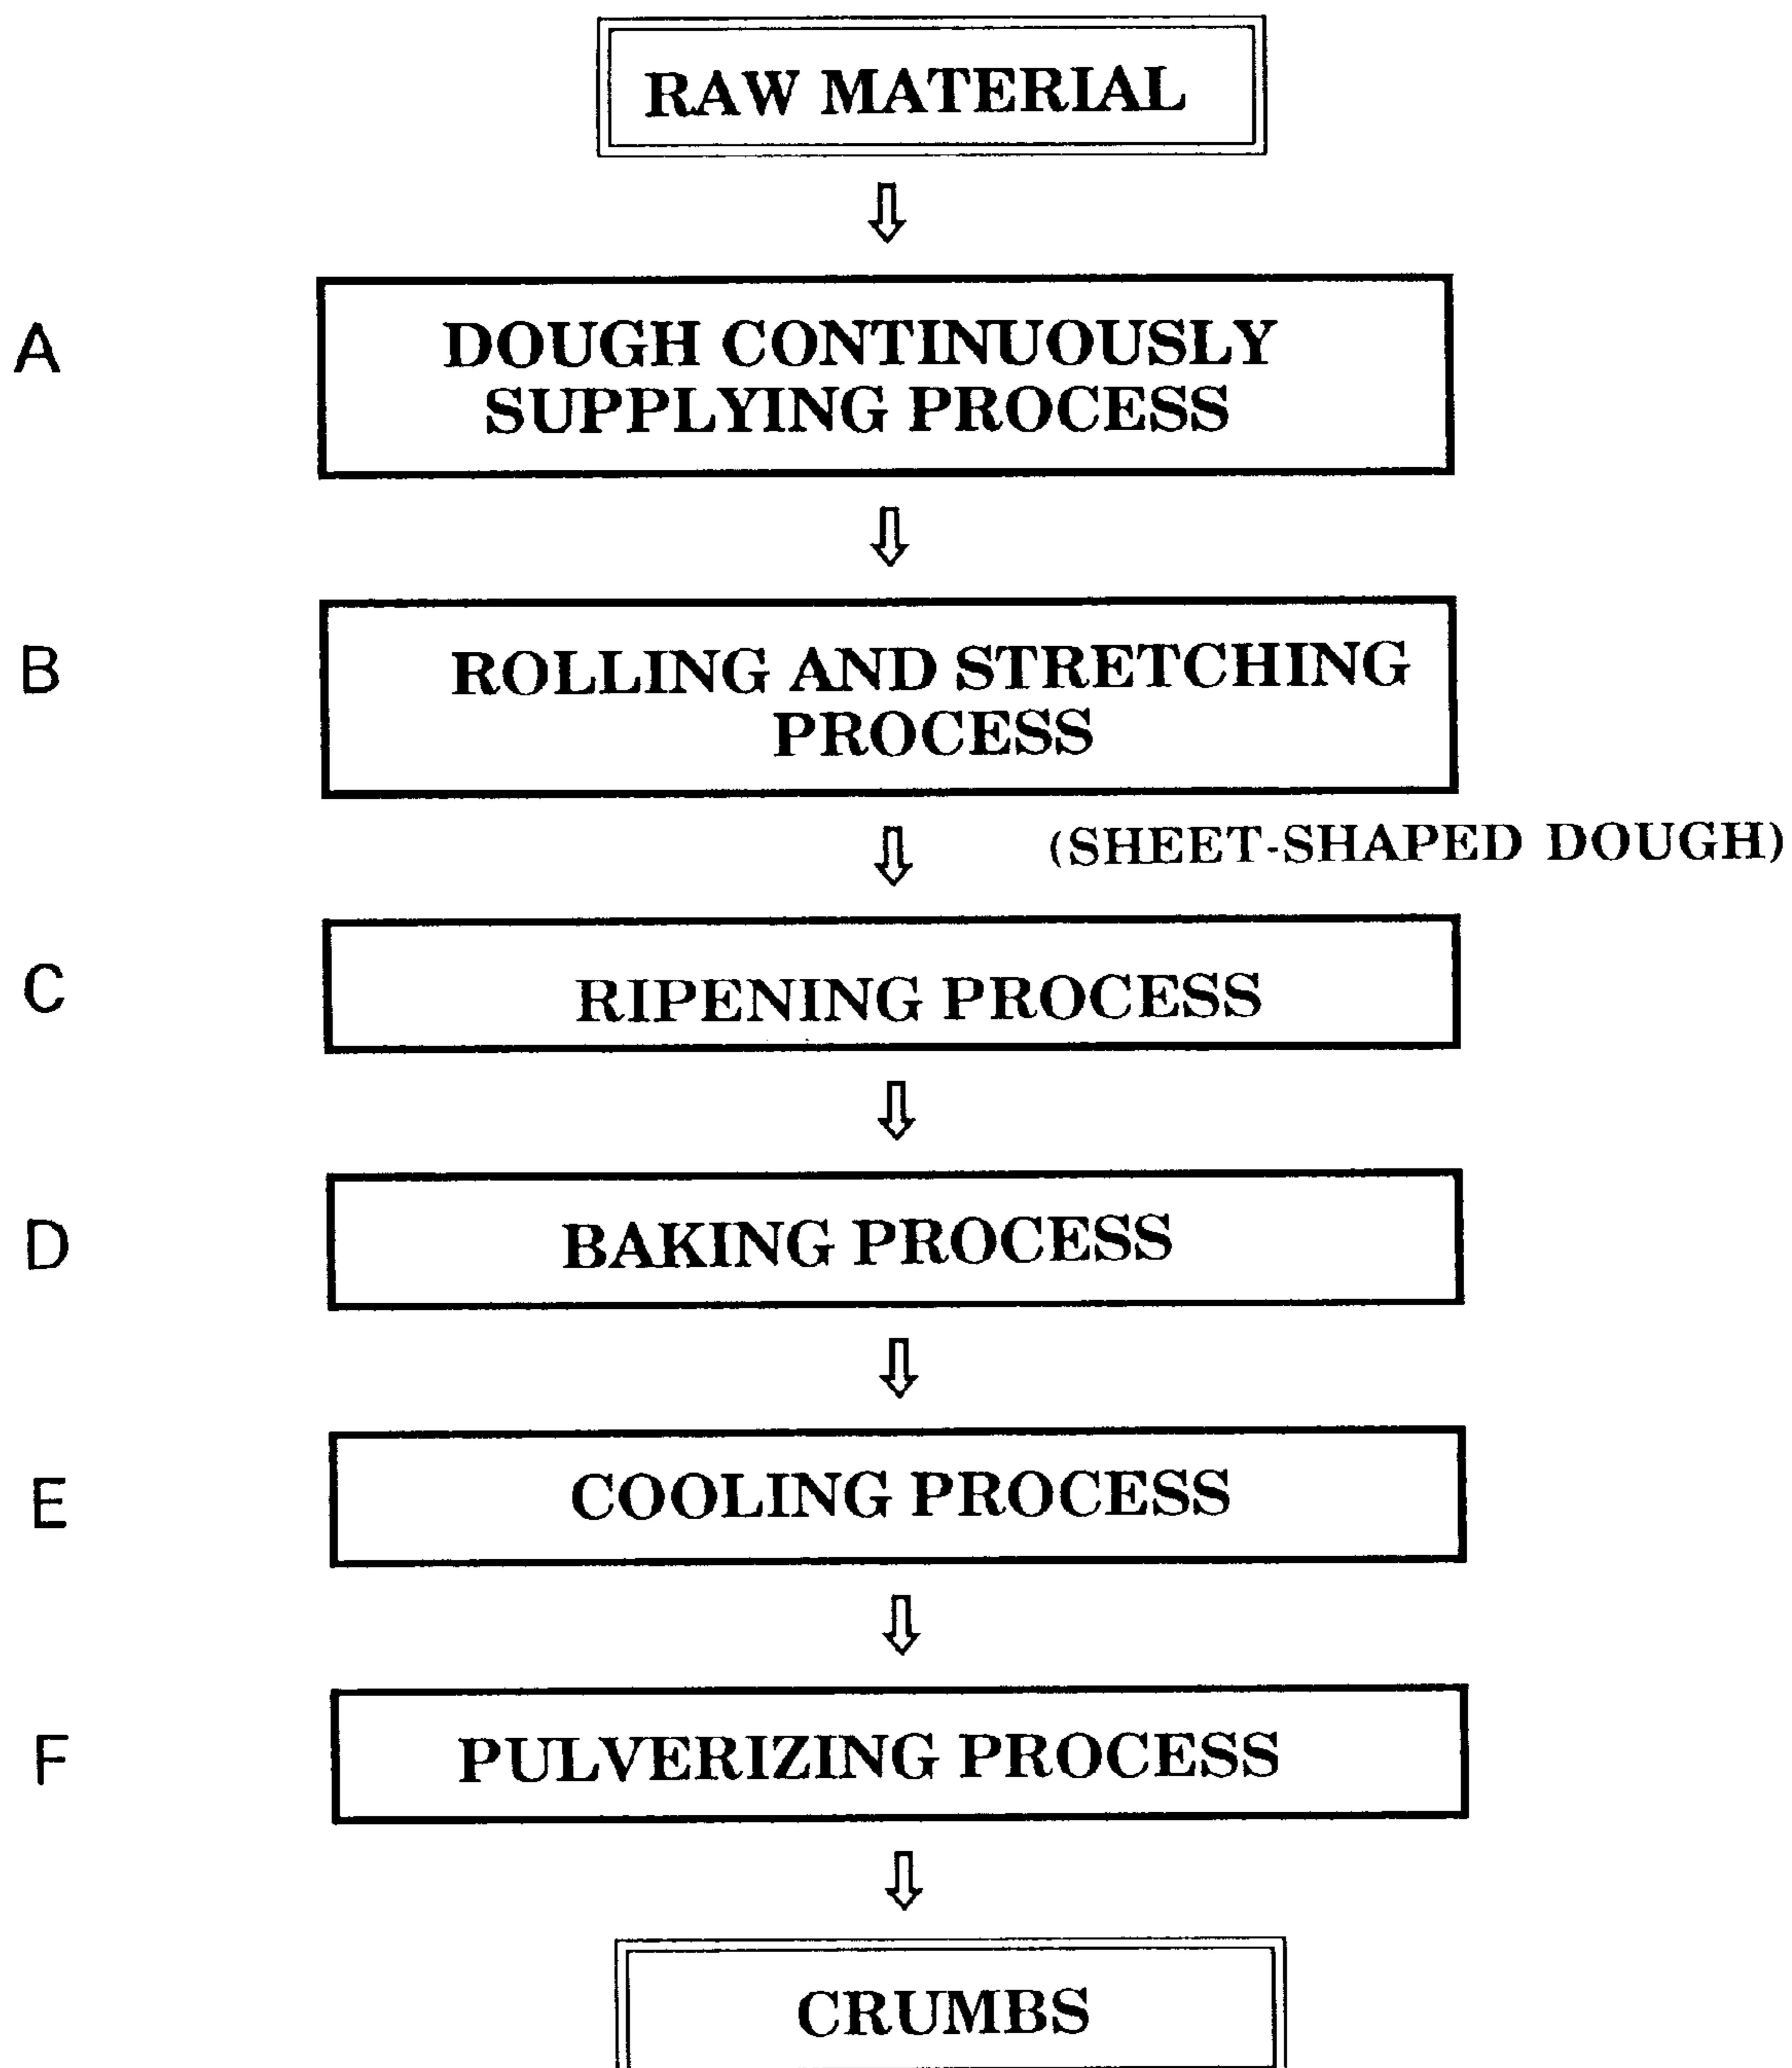 RAW MATERIAL
A
DOUGH CONTINUOUSLY
SUPPLYING PROCESS
B
ROLLING AND STRETCHING
PROCESS
(SHEET-SHAPED DOUGH)
C
RIPENING PROCESS
D
BAKING PROCESS
E
COOLING PROCESS
F
PULVERIZING PROCESS
CRUMBS